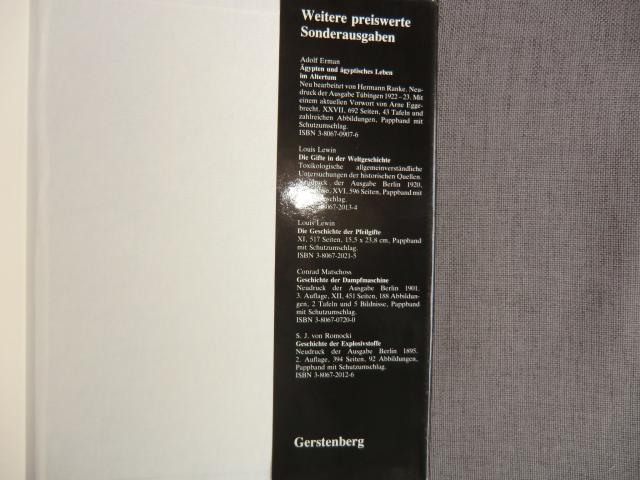 Weitere preiswerte
Sonderausgaben
Adolf Erman
Ägypten und ägyptisches Leben
im Altertum
Neu bearbeitet von Hermann Ranke. Neu-
druck der Ausgabe Tübingen 1922–23. Mit
einem aktuellen Vorwort von Arne Egge-
brecht. XXVII, 692 Seiten, 43 Tafeln und
zahlreichen Abbildungen, Pappband mit
Schutzumschlag.
ISBN 3-8067-0907-6
Louis Lewin
Die Gifte in der Weltgeschichte
Toxikologische allgemeinverständliche
Untersuchungen der historischen Quellen.
Neudruck der Ausgabe Berlin 1920.
XVI, 596 Seiten, Pappband mit
67-2013-4
Louis Lewin
Die Geschichte der Pfeilgifte
XI, 517 Seiten, 15,5 x 23,8 cm, Pappband
mit Schutzumschlag.
ISBN 3-8067-2021-5
Conrad Matschoss
Geschichte der Dampfmaschine
Neudruck der Ausgabe Berlin 1901.
3. Auflage, XII, 451 Seiten, 188 Abbildun-
gen, 2 Tafeln und 5 Bildnisse, Pappband
mit Schutzumschlag.
ISBN 3-8067-0720-0
S. J. von Romocki
Geschichte der Explosivstoffe
Neudruck der Ausgabe Berlin 1895.
2. Auflage, 394 Seiten, 92 Abbildungen,
Pappband mit Schutzumschlag.
ISBN 3-8067-2012-6
Gerstenberg